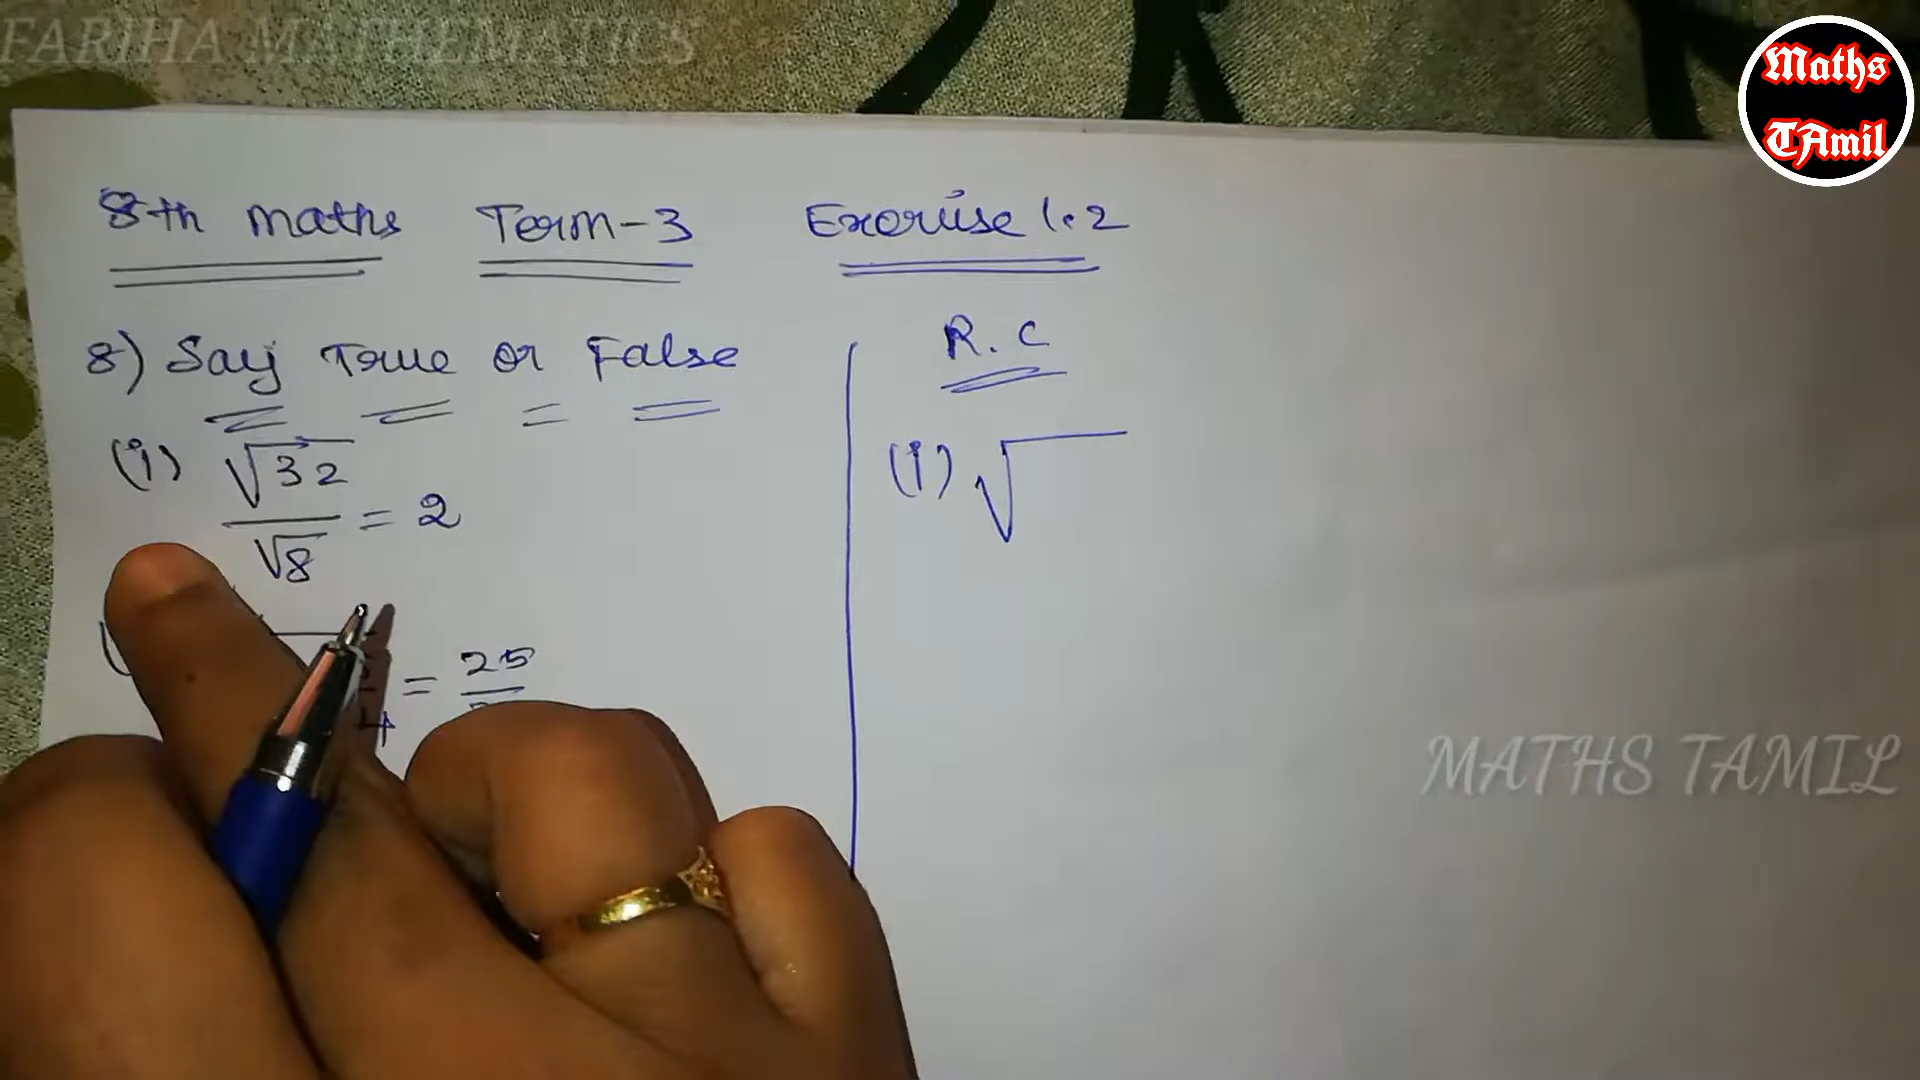 FARIHA MATHEMATICS
Maths
TAmil
8th maths Term-3 Exercise 1.2
8) Say True or False
(i) √32 / √8 = 2
= 25
R. C
(i) √
MATHS TAMIL